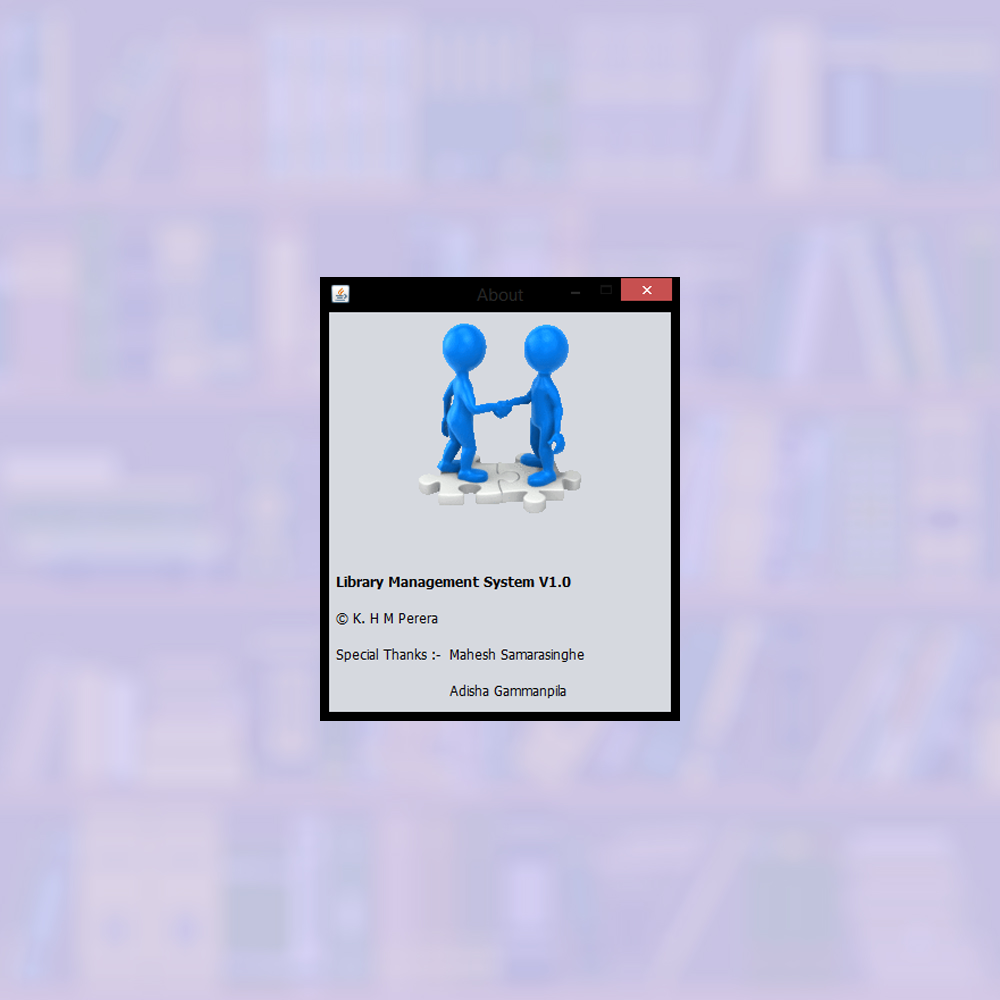 About
Library Management System V1.0
© K. H M Perera
Special Thanks :- Mahesh Samarasinghe
Adisha Gammanpila